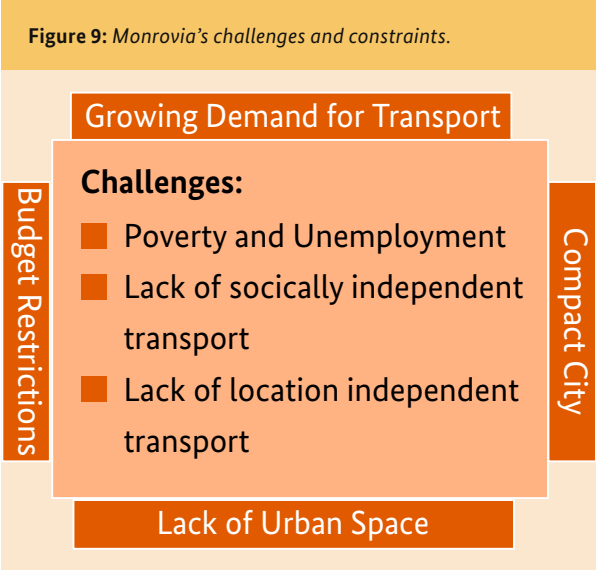 Figure 9: Monrovia's challenges and constraints.
Growing Demand for Transport
Budget Restrictions
Challenges:
Poverty and Unemployment
Lack of socically independent
transport
Lack of location independent
transport
Compact City
Lack of Urban Space